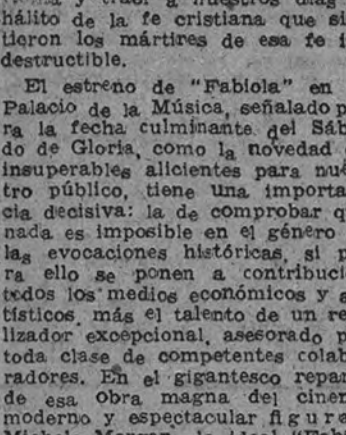 hálito de la fe cristiana que si
tieron los mártires de esa fe i
destructible.
El estreno de "Fabiola" en
Palacio de la Música, señalado p
ra la fecha culminante del Sáb
do de Gloria, como la novedad
insuperables alicientes para nue
tro público, tiene una importa
cia decisiva: la de comprobar q
nada es imposible en el género
las evocaciones históricas, si p
ra ello se ponen a contribució
todos los medios económicos y a
tísticos, más el talento de un re
lizador excepcional, asesorado p
toda clase de competentes colab
radores. En el gigantesco repar
de esa obra magna del cinem
moderno y espectacular figura